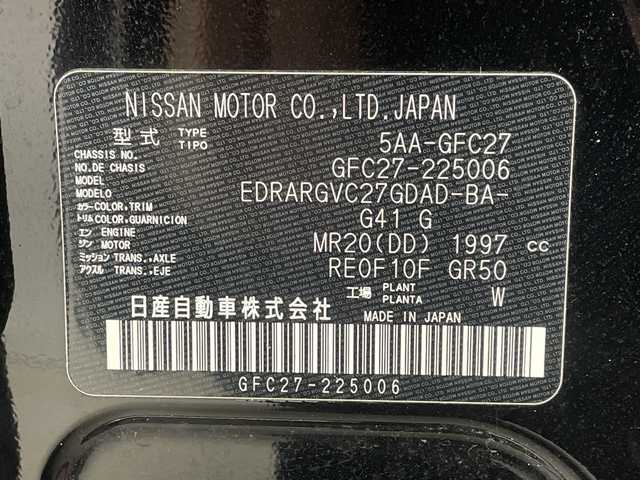 NISSAN MOTOR CO.,LTD.JAPAN
型式 TYPE TIPO 5AA-GFC27
CHASSIS NO.
NO.DE CHASIS GFC27-225006
MODEL
MODELO EDRARGVC27GDAD-BA-
カラー COLOR,TRIM
トリム COLOR,GUARNICION G41 G
エン ENGINE
ジン MOTOR MR20(DD) 1997 cc
ミッション TRANS.,AXLE
アクスル TRANS.,EJE RE0F10F GR50
工場 PLANT PLANTA W
日産自動車株式会社 MADE IN JAPAN
GFC27-225006